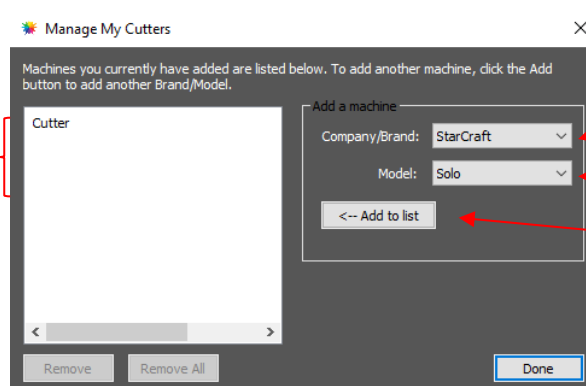 Manage My Cutters
Machines you currently have added are listed below. To add another machine, click the Add
button to add another Brand/Model.
Cutter
Add a machine
Company/Brand: StarCraft
Model: Solo
<-- Add to list
Remove Remove All Done